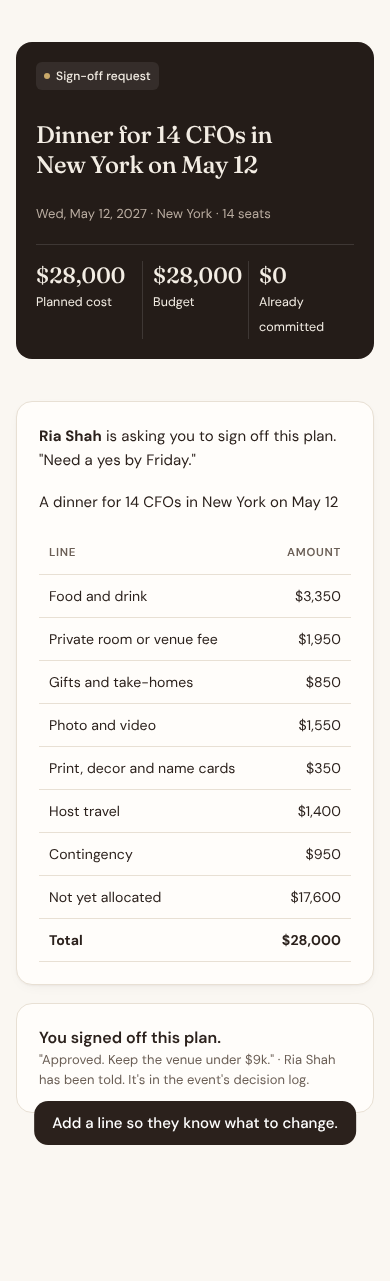 Sign-off request
Dinner for 14 CFOs in
New York on May 12
Wed, May 12, 2027 · New York · 14 seats
$28,000 $28,000 $0
Planned cost Budget Already
committed
Ria Shah is asking you to sign off this plan.
"Need a yes by Friday."
A dinner for 14 CFOs in New York on May 12
LINE AMOUNT
Food and drink $3,350
Private room or venue fee $1,950
Gifts and take-homes $850
Photo and video $1,550
Print, decor and name cards $350
Host travel $1,400
Contingency $950
Not yet allocated $17,600
Total $28,000
You signed off this plan.
"Approved. Keep the venue under $9k." · Ria Shah
has been told. It's in the event's decision log.
Add a line so they know what to change.